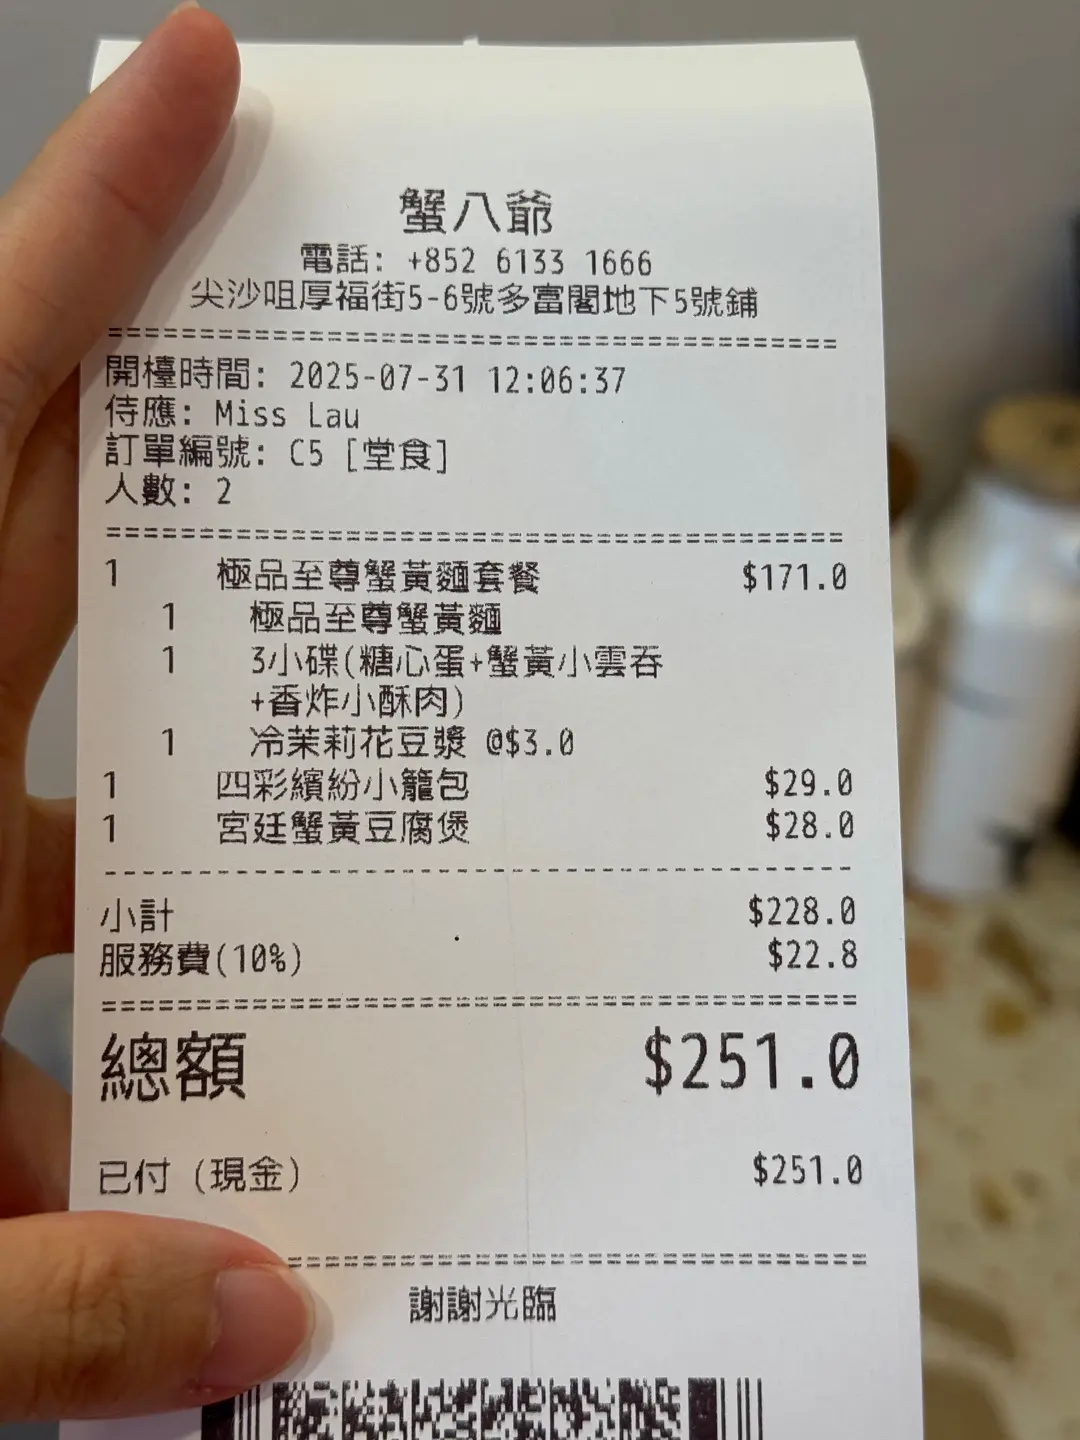 蟹八爺
電話: +852 6133 1666
尖沙咀厚福街5-6號多富閣地下5號鋪
開檯時間: 2025-07-31 12:06:37
侍應: Miss Lau
訂單編號: C5 [堂食]
人數: 2
1 極品至尊蟹黃麵套餐 $171.0
1 極品至尊蟹黃麵
1 3小碟(糖心蛋+蟹黃小雲吞
+香炸小酥肉)
1 冷茉莉花豆漿 @$3.0
1 四彩繽紛小籠包 $29.0
1 宮廷蟹黃豆腐煲 $28.0
小計 $228.0
服務費(10%) $22.8
總額 $251.0
已付 (現金) $251.0
謝謝光臨